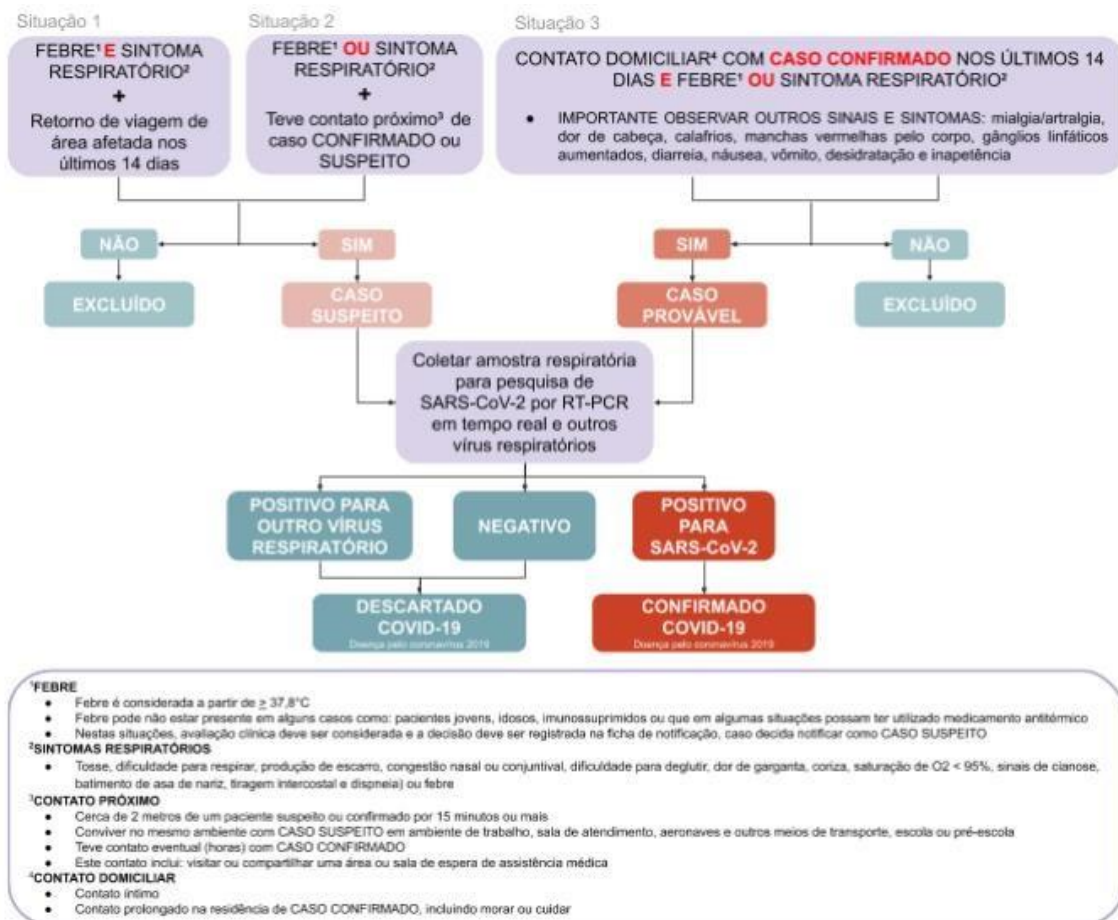 Situação 1
FEBRE¹ E SINTOMA
RESPIRATÓRIO²
+
Retorno de viagem de
área afetada nos
últimos 14 dias
Situação 2
FEBRE¹ OU SINTOMA
RESPIRATÓRIO²
+
Teve contato próximo³ de
caso CONFIRMADO ou
SUSPEITO
Situação 3
CONTATO DOMICILIAR⁴ COM CASO CONFIRMADO NOS ÚLTIMOS 14
DIAS E FEBRE¹ OU SINTOMA RESPIRATÓRIO²
● IMPORTANTE OBSERVAR OUTROS SINAIS E SINTOMAS: mialgia/artralgia,
dor de cabeça, calafrios, manchas vermelhas pelo corpo, gânglios linfáticos
aumentados, diarreia, náusea, vômito, desidratação e inapetência
NÃO
SIM
SIM
NÃO
EXCLUÍDO
CASO
SUSPEITO
CASO
PROVÁVEL
EXCLUÍDO
Coletar amostra respiratória
para pesquisa de
SARS-CoV-2 por RT-PCR
em tempo real e outros
vírus respiratórios
POSITIVO PARA
OUTRO VÍRUS
RESPIRATÓRIO
NEGATIVO
POSITIVO
PARA
SARS-CoV-2
DESCARTADO
COVID-19
Doença pelo coronavírus 2019
CONFIRMADO
COVID-19
Doença pelo coronavírus 2019
¹FEBRE
● Febre é considerada a partir de ≥ 37,8°C
● Febre pode não estar presente em alguns casos como: pacientes jovens, idosos, imunossuprimidos ou que em algumas situações possam ter utilizado medicamento antitérmico
● Nestas situações, avaliação clínica deve ser considerada e a decisão deve ser registrada na ficha de notificação, caso decida notificar como CASO SUSPEITO
²SINTOMAS RESPIRATÓRIOS
● Tosse, dificuldade para respirar, produção de escarro, congestão nasal ou conjuntival, dificuldade para deglutir, dor de garganta, coriza, saturação de O2 < 95%, sinais de cianose,
batimento de asa de nariz, tiragem intercostal e dispneia) ou febre
³CONTATO PRÓXIMO
● Cerca de 2 metros de um paciente suspeito ou confirmado por 15 minutos ou mais
● Conviver no mesmo ambiente com CASO SUSPEITO em ambiente de trabalho, sala de atendimento, aeronaves e outros meios de transporte, escola ou pré-escola
● Teve contato eventual (horas) com CASO CONFIRMADO
● Este contato inclui: visitar ou compartilhar uma área ou sala de espera de assistência médica
⁴CONTATO DOMICILIAR
● Contato íntimo
● Contato prolongado na residência de CASO CONFIRMADO, incluindo morar ou cuidar